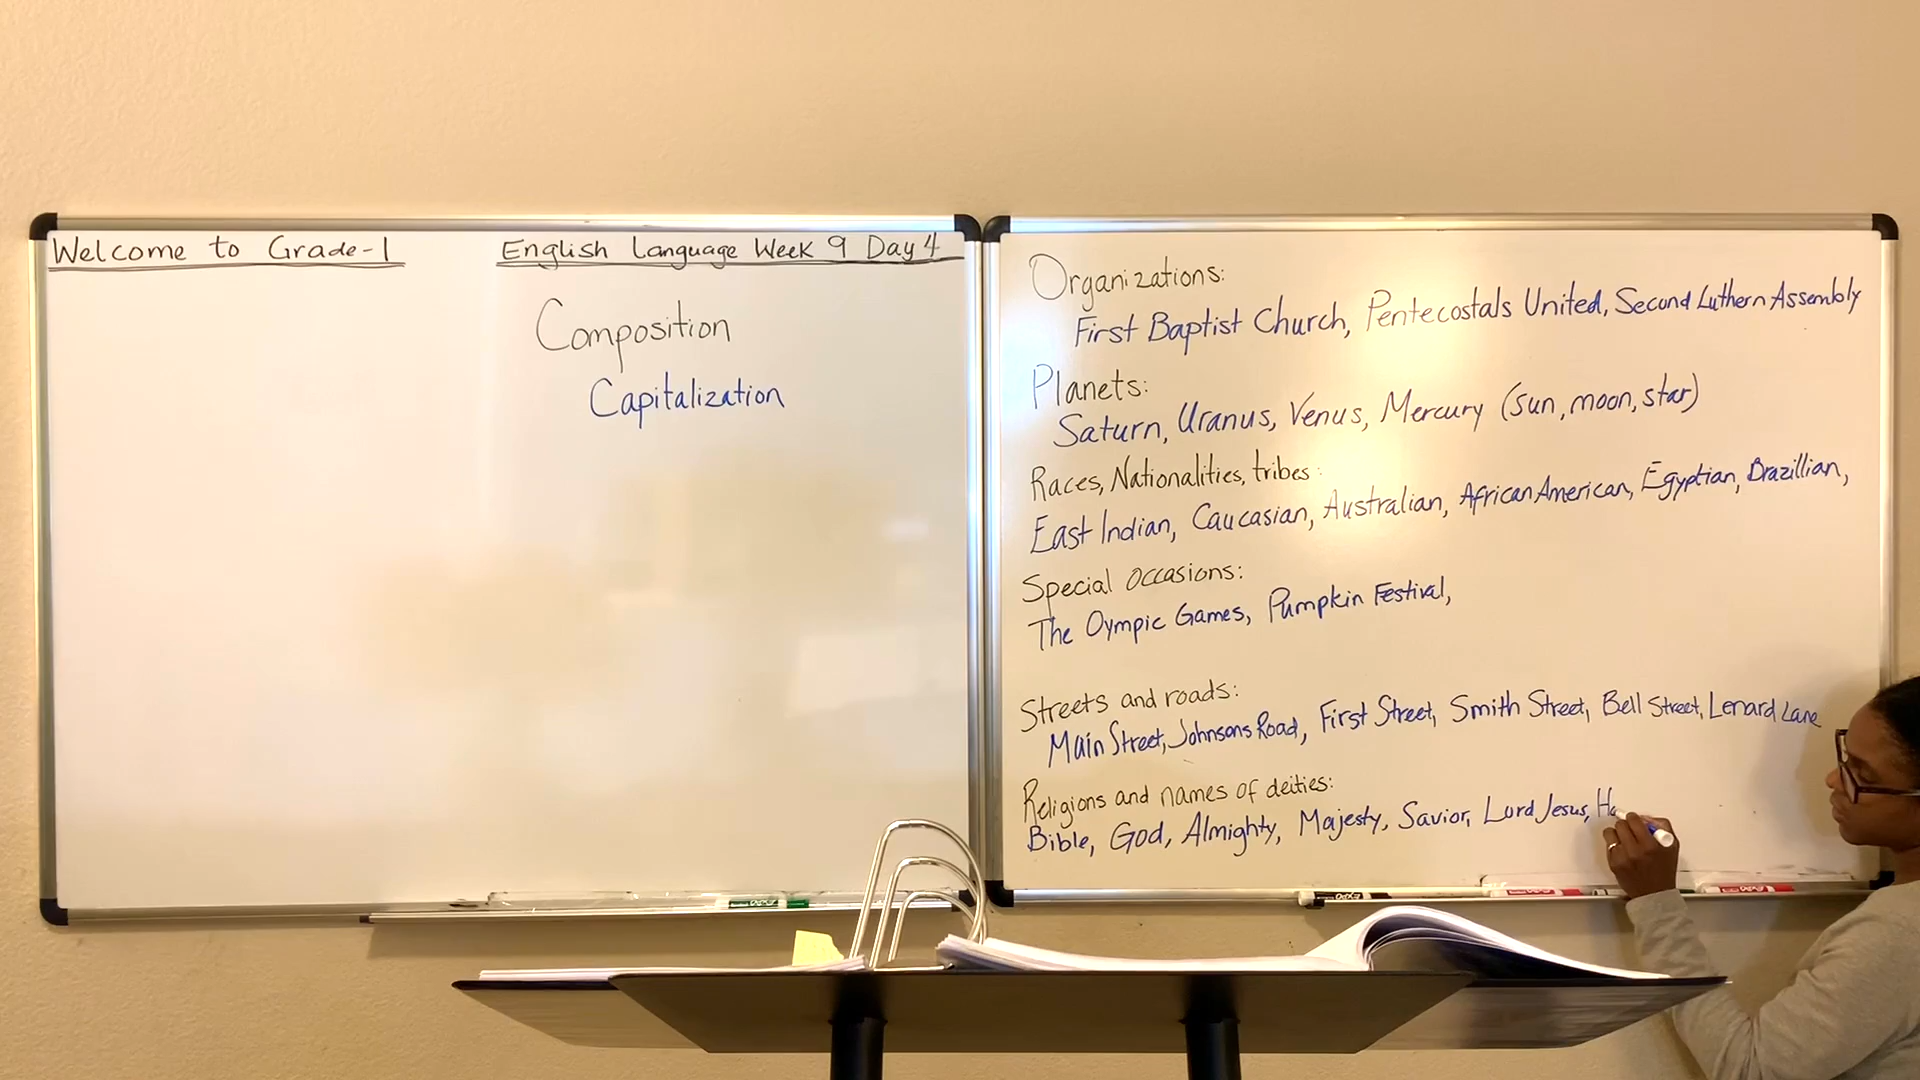 Welcome to Grade-1
English Language Week 9 Day 4
Composition
Capitalization
Organizations:
First Baptist Church, Pentecostals United, Second Luthern Assembly
Planets:
Saturn, Uranus, Venus, Mercury (sun, moon, star)
Races, Nationalities, tribes:
East Indian, Caucasian, Australian, African American, Egyptian, Brazillian,
Special occasions:
The Oympic Games, Pumpkin Festival,
Streets and roads:
Main Street, Johnsons Road, First Street, Smith Street, Bell Street, Lenard Lane
Religions and names of deities:
Bible, God, Almighty, Majesty, Savior, Lord Jesus, Ho